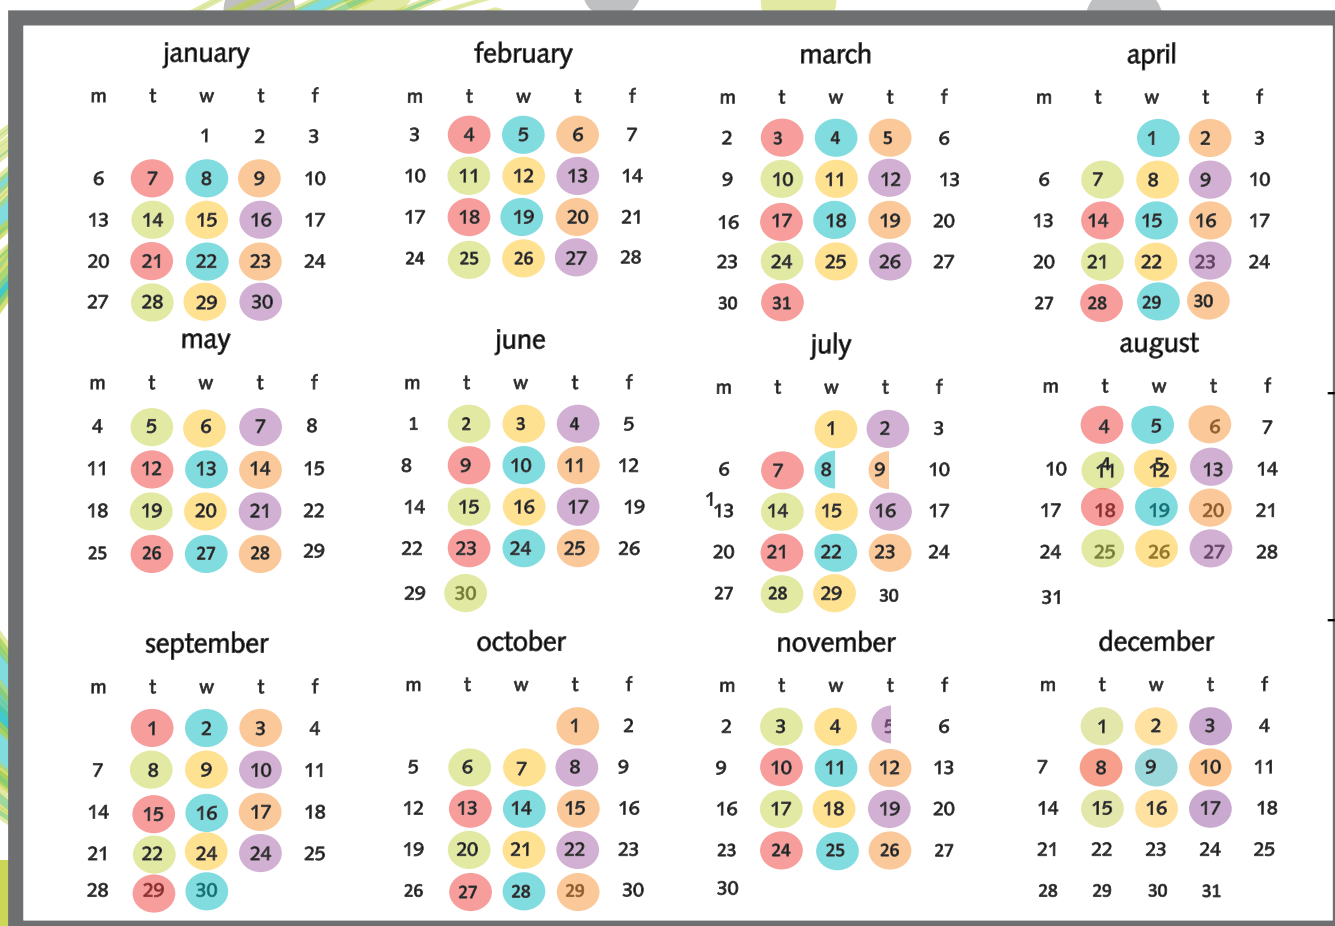 january february march april
m t w t f m t w t f m t w t f m t w t f
1 2 3 3 4 5 6 7 2 3 4 5 6 1 2 3
6 7 8 9 10 10 11 12 13 14 9 10 11 12 13 6 7 8 9 10
13 14 15 16 17 17 18 19 20 21 16 17 18 19 20 13 14 15 16 17
20 21 22 23 24 24 25 26 27 28 23 24 25 26 27 20 21 22 23 24
27 28 29 30 30 31 27 28 29 30
may june july august
m t w t f m t w t f m t w t f m t w t f
4 5 6 7 8 1 2 3 4 5 1 2 3 4 5 6 7
11 12 13 14 15 8 9 10 11 12 6 7 8 9 10 10 4 11 5 12 13 14
18 19 20 21 22 14 15 16 17 19 1 13 14 15 16 17 17 18 19 20 21
25 26 27 28 29 22 23 24 25 26 20 21 22 23 24 24 25 26 27 28
29 30 27 28 29 30 31
september october november december
m t w t f m t w t f m t w t f m t w t f
1 2 3 4 1 2 2 3 4 5 6 1 2 3 4
7 8 9 10 11 5 6 7 8 9 9 10 11 12 13 7 8 9 10 11
14 15 16 17 18 12 13 14 15 16 16 17 18 19 20 14 15 16 17 18
21 22 24 24 25 19 20 21 22 23 23 24 25 26 27 21 22 23 24 25
28 29 30 26 27 28 29 30 30 28 29 30 31